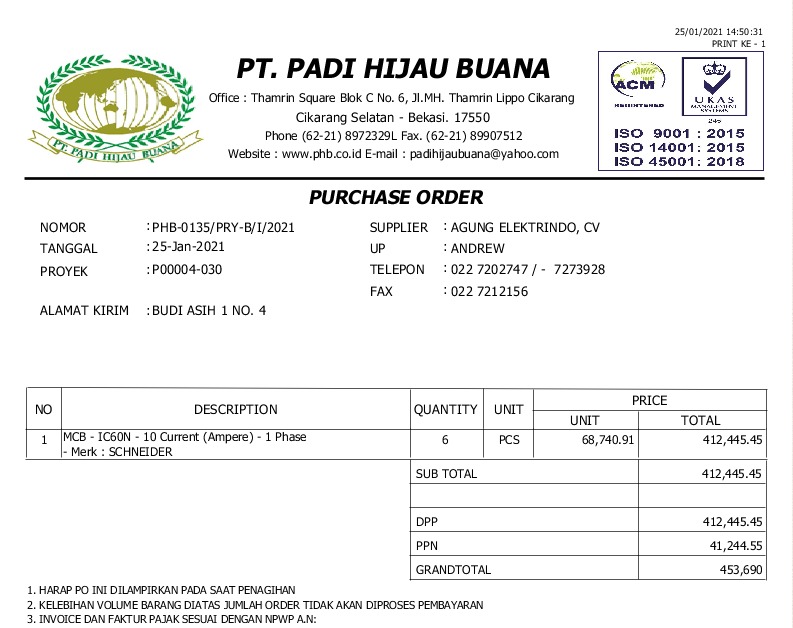 25/01/2021 14:50:31
PRINT KE - 1
PT. PADI HIJAU BUANA
Office : Thamrin Square Blok C No. 6, Jl.MH. Thamrin Lippo Cikarang
Cikarang Selatan - Bekasi. 17550
Phone (62-21) 8972329L Fax. (62-21) 89907512
Website : www.phb.co.id E-mail : padihijaubuana@yahoo.com
PT. PADI HIJAU BUANA
ACM
REGISTERED
UKAS
MANAGEMENT
SYSTEMS
ISO 9001 : 2015
ISO 14001 : 2015
ISO 45001 : 2018
PURCHASE ORDER
NOMOR : PHB-0135/PRY-B/I/2021 SUPPLIER : AGUNG ELEKTRINDO, CV
TANGGAL : 25-Jan-2021 UP : ANDREW
PROYEK : P00004-030 TELEPON : 022 7202747 / - 7273928
FAX : 022 7212156
ALAMAT KIRIM : BUDI ASIH 1 NO. 4
NO DESCRIPTION QUANTITY UNIT PRICE
UNIT TOTAL
1 MCB - IC60N - 10 Current (Ampere) - 1 Phase 6 PCS 68,740.91 412,445.45
- Merk : SCHNEIDER
SUB TOTAL 412,445.45
DPP 412,445.45
PPN 41,244.55
GRANDTOTAL 453,690
1. HARAP PO INI DILAMPIRKAN PADA SAAT PENAGIHAN
2. KELEBIHAN VOLUME BARANG DIATAS JUMLAH ORDER TIDAK AKAN DIPROSES PEMBAYARAN
3. INVOICE DAN FAKTUR PAJAK SESUAI DENGAN NPWP A.N: